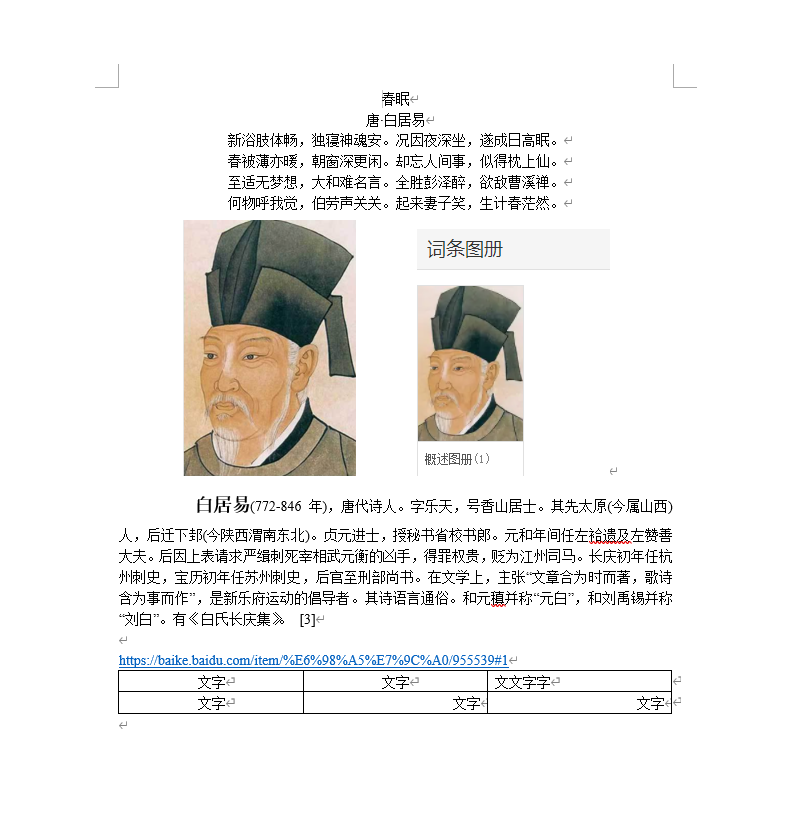 春眠
唐·白居易
新浴肢体畅，独寝神魂安。况因夜深坐，遂成日高眠。
春被薄亦暖，朝窗深更闲。却忘人间事，似得枕上仙。
至适无梦想，大和难名言。全胜彭泽醉，欲敌曹溪禅。
何物呼我觉，伯劳声关关。起来妻子笑，生计春茫然。
词条图册
概述图册(1)
白居易(772-846 年)，唐代诗人。字乐天，号香山居士。其先太原(今属山西)
人，后迁下邽(今陕西渭南东北)。贞元进士，授秘书省校书郎。元和年间任左袷遗及左赞善
大夫。后因上表请求严缉刺死宰相武元衡的凶手，得罪权贵，贬为江州司马。长庆初年任杭
州刺史，宝历初年任苏州刺史，后官至刑部尚书。在文学上，主张“文章合为时而著，歌诗
含为事而作”，是新乐府运动的倡导者。其诗语言通俗。和元稹并称“元白”，和刘禹锡并称
“刘白”。有《白氏长庆集》。 [3]
https://baike.baidu.com/item/%E6%98%A5%E7%9C%A0/955539#1
文字 文字 文文字字
文字 文字 文字